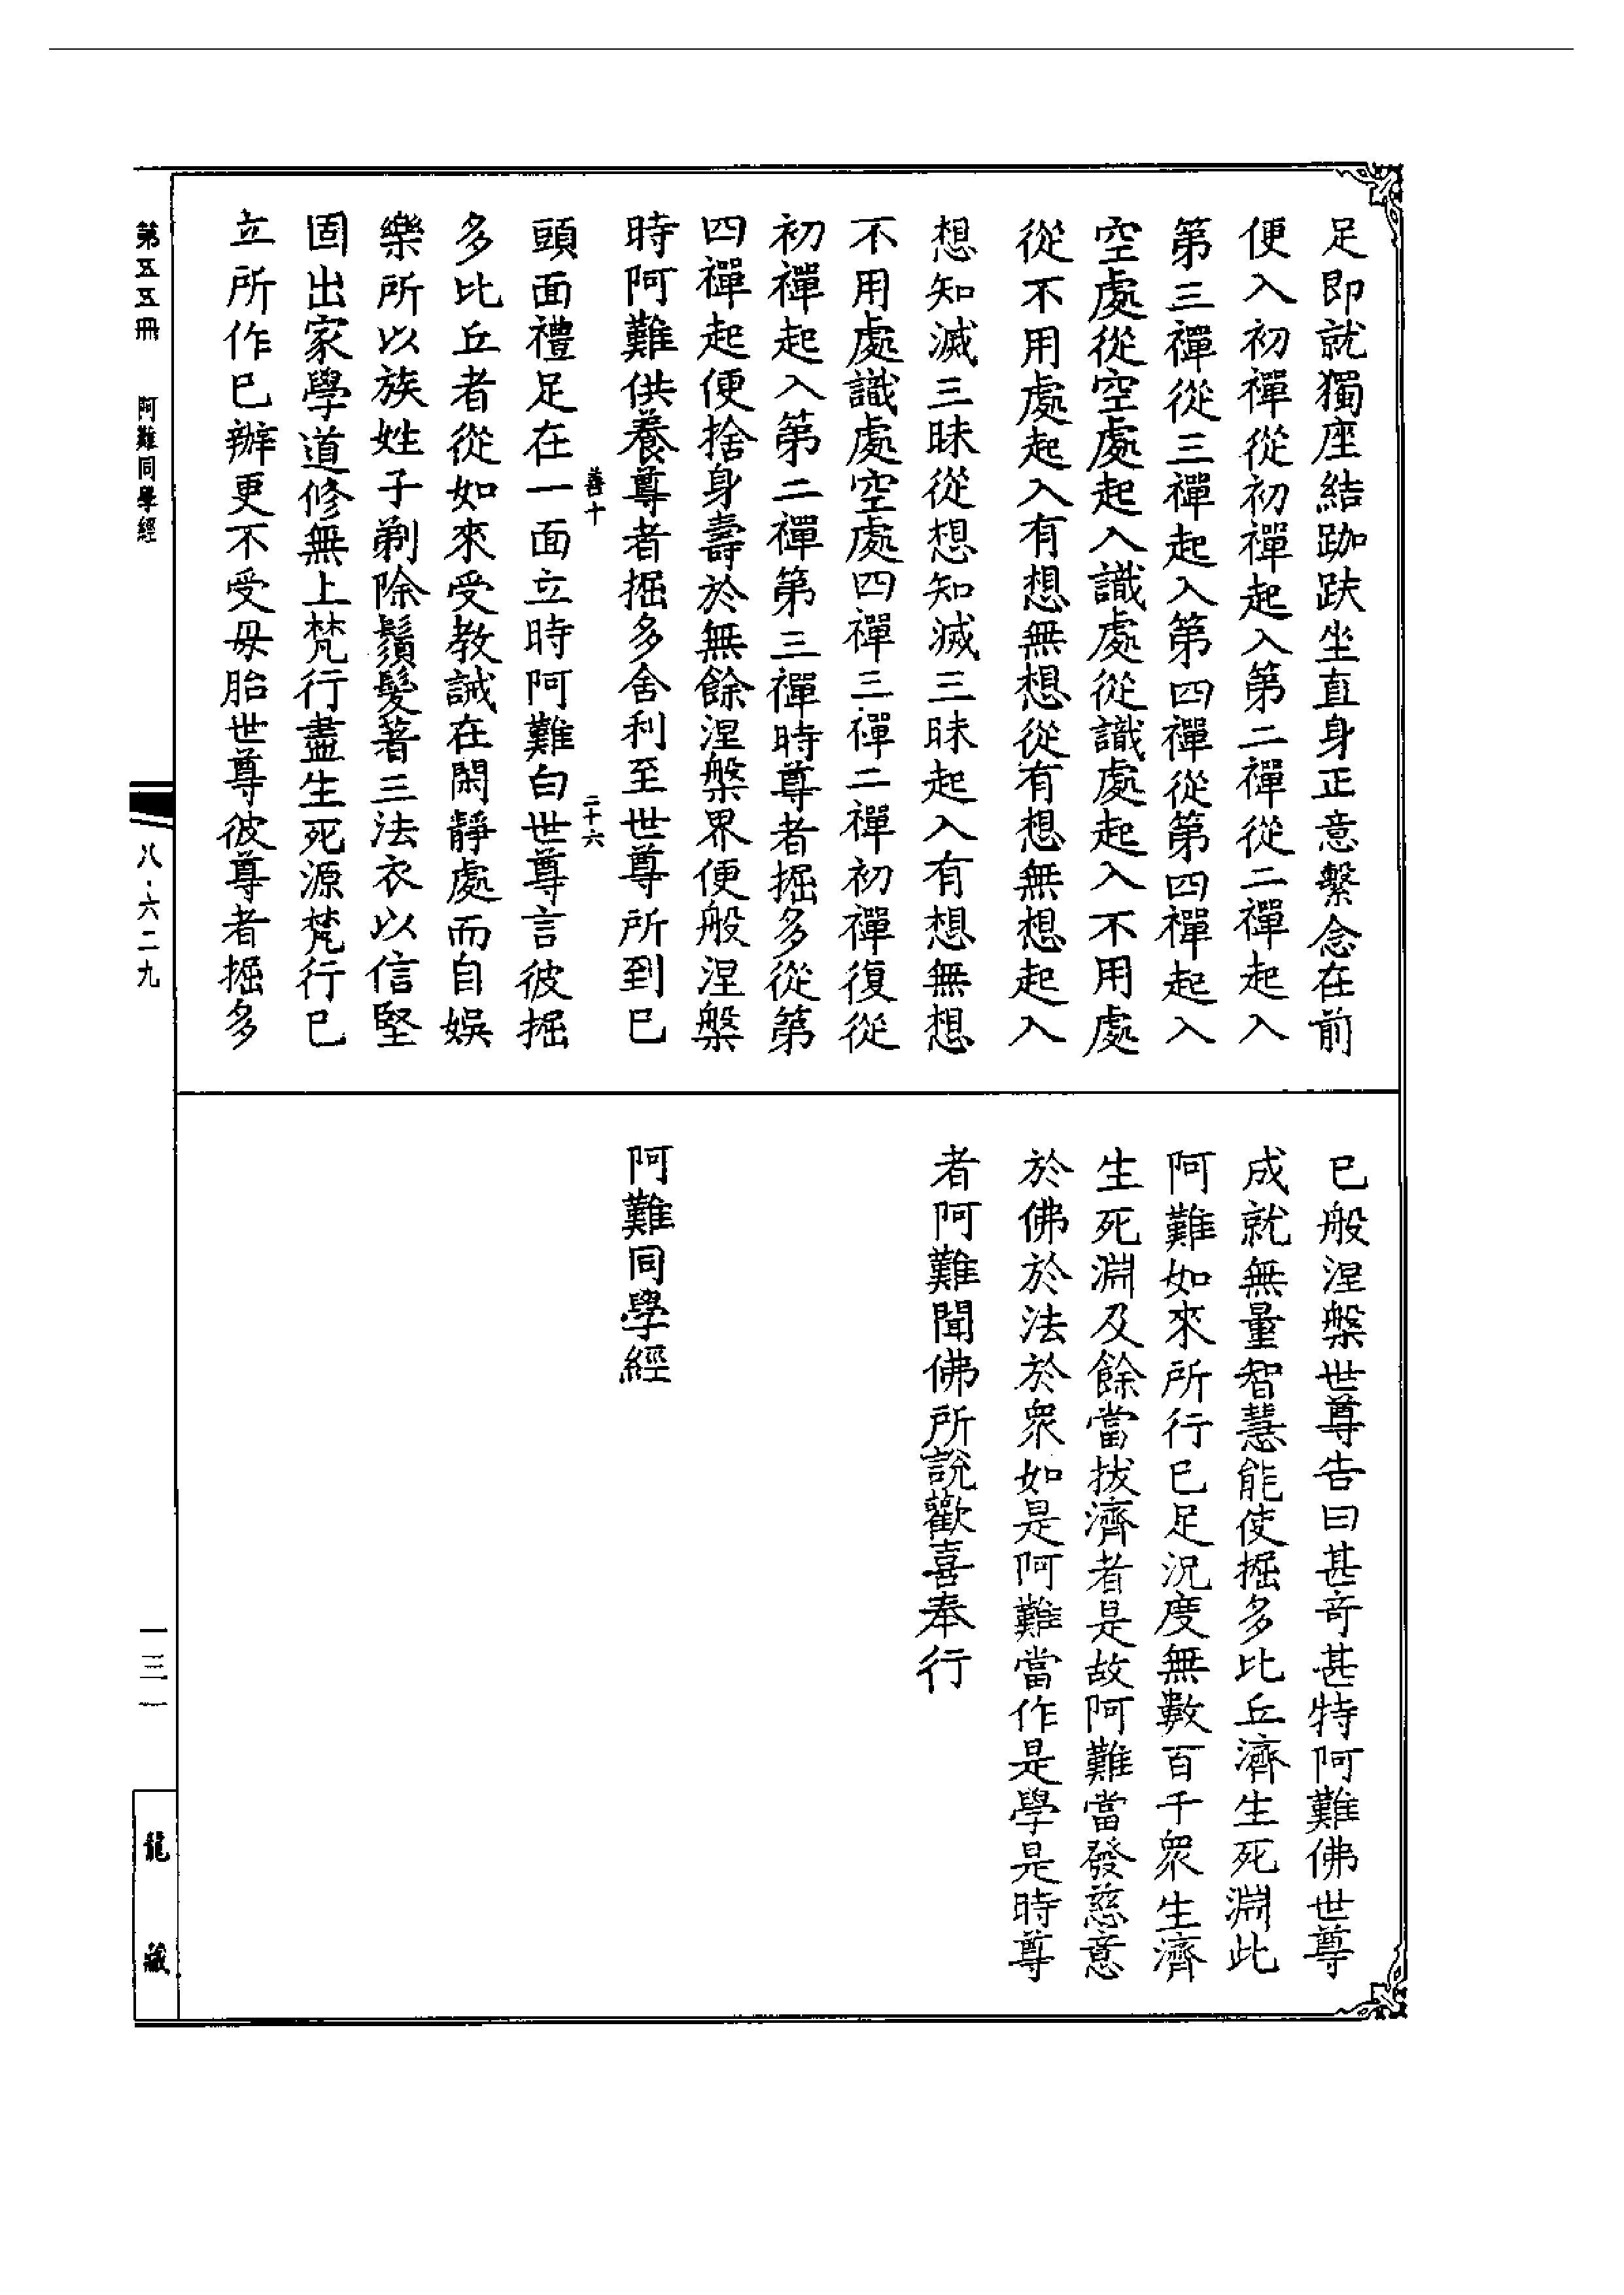 足即就獨座結跏趺坐直身正意繫念在前
便入初禪從初禪起入第二禪從二禪起入
第三禪從三禪起入第四禪從第四禪起入
空處從空處起入識處從識處起入不用處
從不用處起入有想無想從有想無想起入
想知滅三昧從想知滅三昧起入有想無想
不用處識處空處四禪三禪二禪初禪復從
初禪起入第二禪第三禪時尊者掘多從第
四禪起便捨身壽於無餘涅槃界便般涅槃
時阿難供養尊者掘多舍利至世尊所到已
善十 二十六
頭面禮足在一面立時阿難白世尊言彼掘
多比丘者從如來受教誡在閑靜處而自娛
樂所以族姓子剃除鬚髮著三法衣以信堅
固出家學道修無上梵行盡生死源梵行已
立所作已辦更不受母胎世尊彼尊者掘多
已般涅槃世尊告曰甚奇甚特阿難佛世尊
成就無量智慧能使掘多比丘濟生死淵此
阿難如來所行已足況度無數百千眾生濟
生死淵及餘當拔濟者是故阿難當發慈意
於佛於法於眾如是阿難當作是學是時尊
者阿難聞佛所說歡喜奉行
阿難同學經
第五五冊 阿難同學經
八·六二九
一三一
龍藏